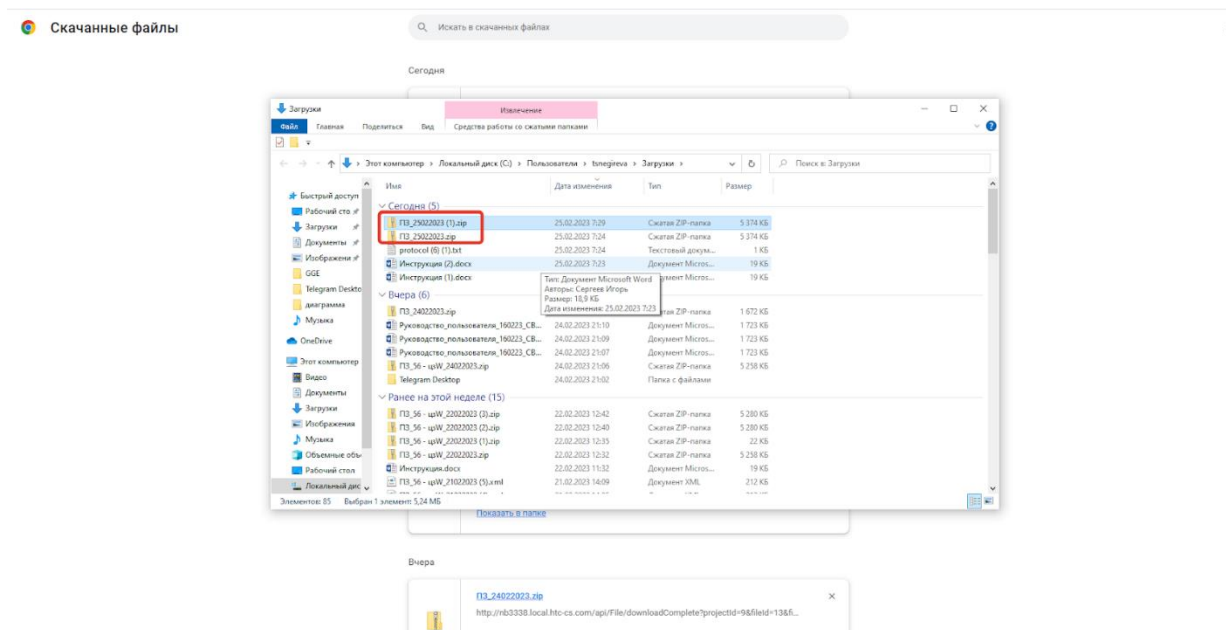 Скачанные файлы
Искать в скачанных файлах
Сегодня
Загрузки
Извлечение
Файл Главная Поделиться Вид Средства работы со сжатыми папками
Этот компьютер › Локальный диск (C:) › Пользователи › tsnegireva › Загрузки ›
Поиск в: Загрузки
Имя Дата изменения Тип Размер
Быстрый доступ
Рабочий сто
Загрузки
Документы
Изображени
GGE
Telegram Deskto
диаграмма
Музыка
OneDrive
Этот компьютер
Видео
Документы
Загрузки
Изображения
Музыка
Объемные объ
Рабочий стол
Локальный дис
Сегодня (5)
ПЗ_25022023 (1).zip 25.02.2023 7:29 Сжатая ZIP-папка 5 374 КБ
ПЗ_25022023.zip 25.02.2023 7:24 Сжатая ZIP-папка 5 374 КБ
protocol (6) (1).txt 25.02.2023 7:24 Текстовый докум... 1 КБ
Инструкция (2).docx 25.02.2023 7:23 Документ Micros... 19 КБ
Инструкция (1).docx Micros... 19 КБ
Тип: Документ Microsoft Word
Авторы: Сергеев Игорь
Размер: 18,9 КБ
Дата изменения: 25.02.2023 7:23
Вчера (6)
ПЗ_24022023.zip ZIP-папка 1 672 КБ
Руководство_пользователя_160223_СВ... 24.02.2023 21:10 Документ Micros... 1 723 КБ
Руководство_пользователя_160223_СВ... 24.02.2023 21:09 Документ Micros... 1 723 КБ
Руководство_пользователя_160223_СВ... 24.02.2023 21:07 Документ Micros... 1 723 КБ
ПЗ_56 - црW_24022023.zip 24.02.2023 21:06 Сжатая ZIP-папка 5 258 КБ
Telegram Desktop 24.02.2023 21:02 Папка с файлами
Ранее на этой неделе (15)
ПЗ_56 - црW_22022023 (3).zip 22.02.2023 12:42 Сжатая ZIP-папка 5 280 КБ
ПЗ_56 - црW_22022023 (2).zip 22.02.2023 12:40 Сжатая ZIP-папка 5 280 КБ
ПЗ_56 - црW_22022023 (1).zip 22.02.2023 12:35 Сжатая ZIP-папка 22 КБ
ПЗ_56 - црW_22022023.zip 22.02.2023 12:32 Сжатая ZIP-папка 5 258 КБ
Инструкция.docx 22.02.2023 11:32 Документ Micros... 19 КБ
ПЗ_56 - црW_21022023 (5).xml 21.02.2023 14:09 Документ XML 212 КБ
Элементов: 85 Выбран 1 элемент: 5,24 МБ
Показать в папке
Вчера
ПЗ_24022023.zip
http://nb3338.local.htc-cs.com/api/File/downloadComplete?projectId=9&fileId=13&fi...